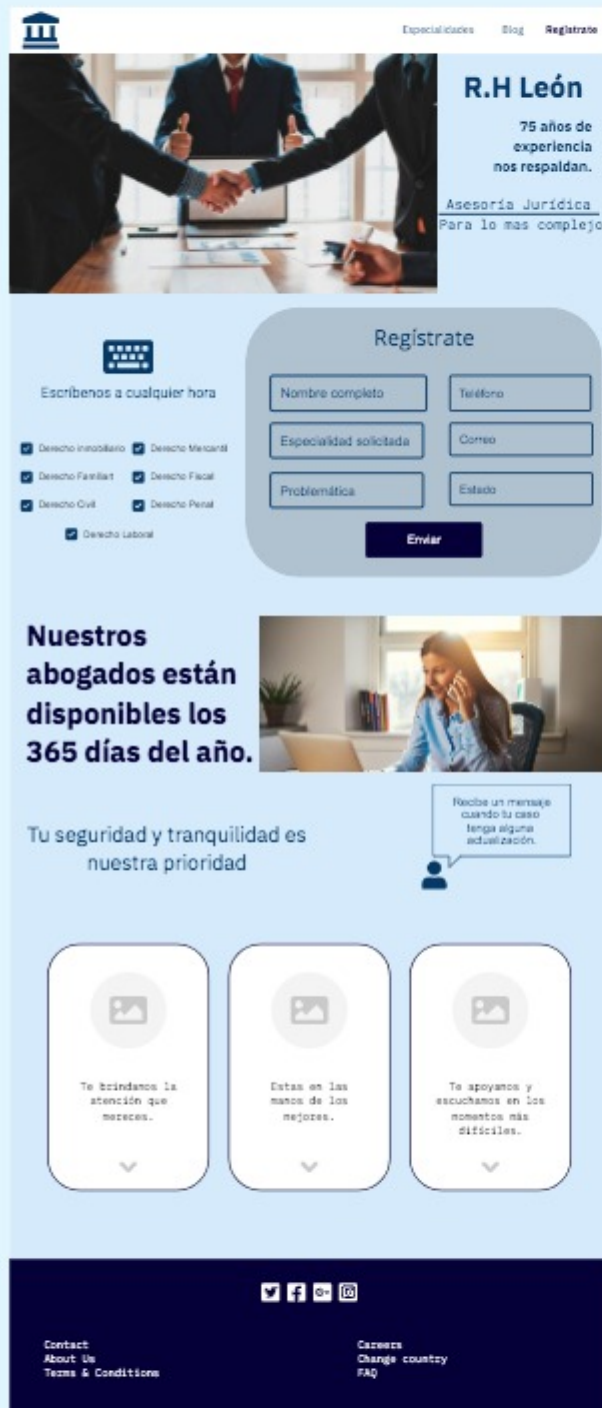 Especialidades Blog Regístrate
R.H León
75 años de
experiencia
nos respaldan.
Asesoría Jurídica
Para lo mas complejo
Escríbenos a cualquier hora
Derecho inmobiliario Derecho Mercantil
Derecho Familiart Derecho Fiscal
Derecho Civil Derecho Penal
Derecho Laboral
Regístrate
Nombre completo Teléfono
Especialidad solicitada Correo
Problemática Estado
Enviar
Nuestros
abogados están
disponibles los
365 días del año.
Tu seguridad y tranquilidad es
nuestra prioridad
Recibe un mensaje
cuando tu caso
tenga alguna
actualización.
Te brindamos la
atención que
mereces.
Estas en las
manos de los
mejores.
Te apoyamos y
escuchamos en los
momentos más
difíciles.
Contact
About Us
Terms & Conditions
Careers
Change country
FAQ